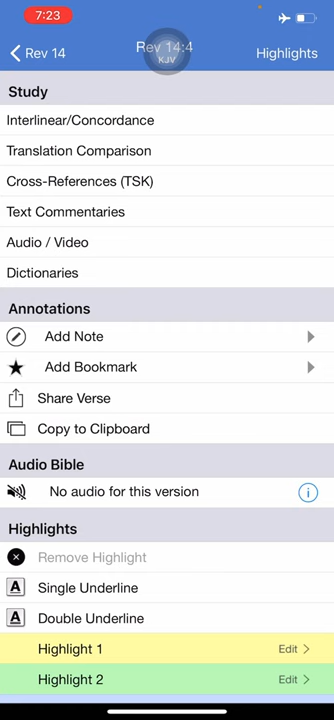 7:23
Rev 14
Rev 14:4
KJV
Highlights
Study
Interlinear/Concordance
Translation Comparison
Cross-References (TSK)
Text Commentaries
Audio / Video
Dictionaries
Annotations
Add Note
Add Bookmark
Share Verse
Copy to Clipboard
Audio Bible
No audio for this version
Highlights
Remove Highlight
A Single Underline
A Double Underline
Highlight 1 Edit
Highlight 2 Edit